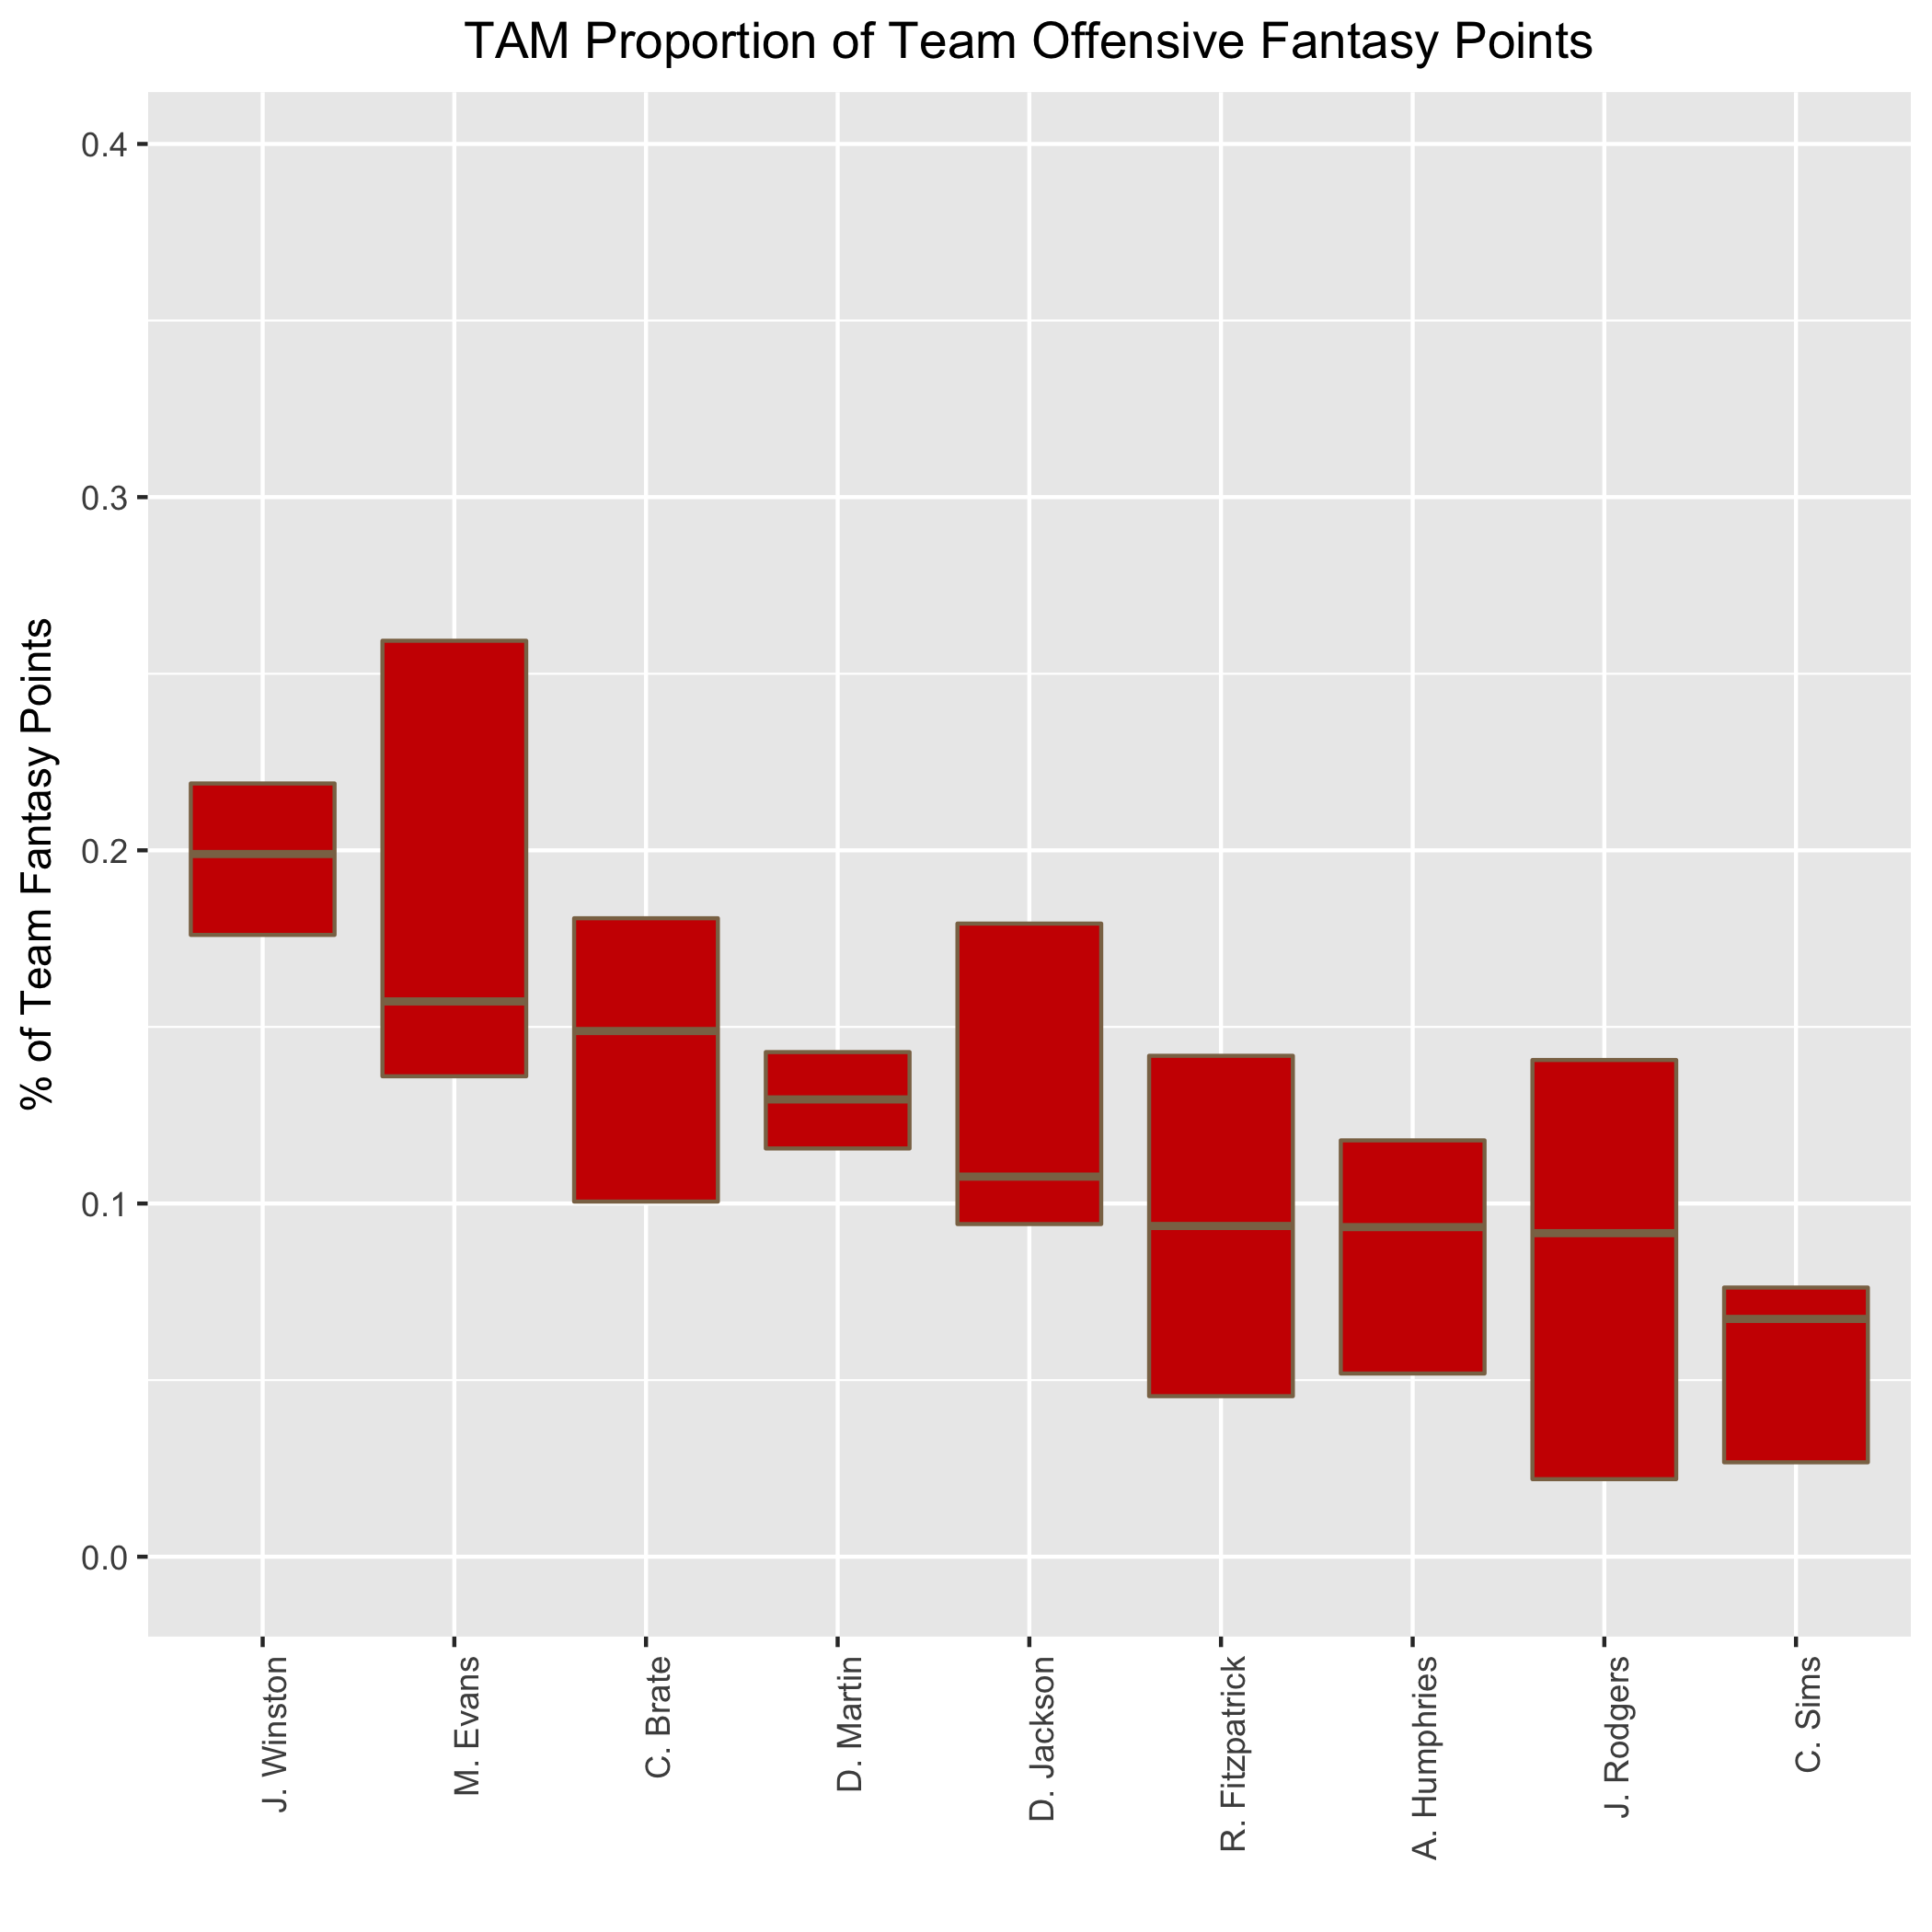 TAM Proportion of Team Offensive Fantasy Points
% of Team Fantasy Points
0.4
0.3
0.2
0.1
0.0
J. Winston
M. Evans
C. Brate
D. Martin
D. Jackson
R. Fitzpatrick
A. Humphries
J. Rodgers
C. Sims